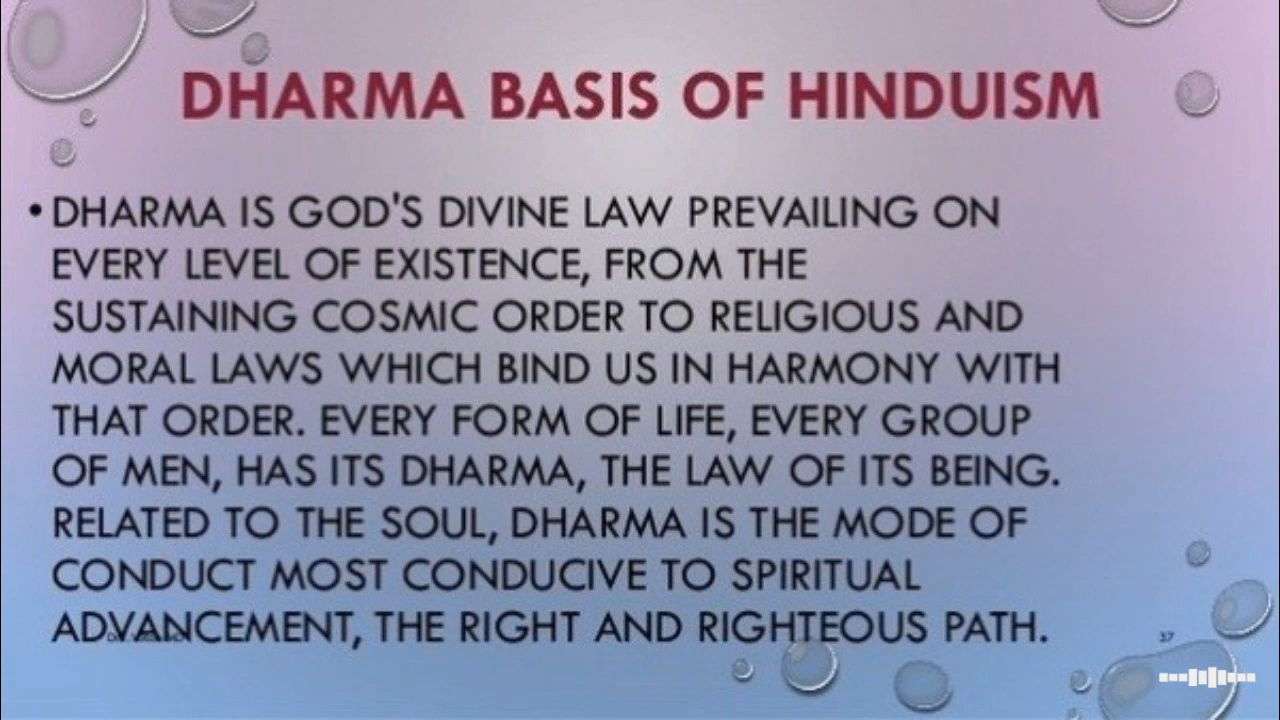 DHARMA BASIS OF HINDUISM
• DHARMA IS GOD'S DIVINE LAW PREVAILING ON
EVERY LEVEL OF EXISTENCE, FROM THE
SUSTAINING COSMIC ORDER TO RELIGIOUS AND
MORAL LAWS WHICH BIND US IN HARMONY WITH
THAT ORDER. EVERY FORM OF LIFE, EVERY GROUP
OF MEN, HAS ITS DHARMA, THE LAW OF ITS BEING.
RELATED TO THE SOUL, DHARMA IS THE MODE OF
CONDUCT MOST CONDUCIVE TO SPIRITUAL
ADVANCEMENT, THE RIGHT AND RIGHTEOUS PATH.
37